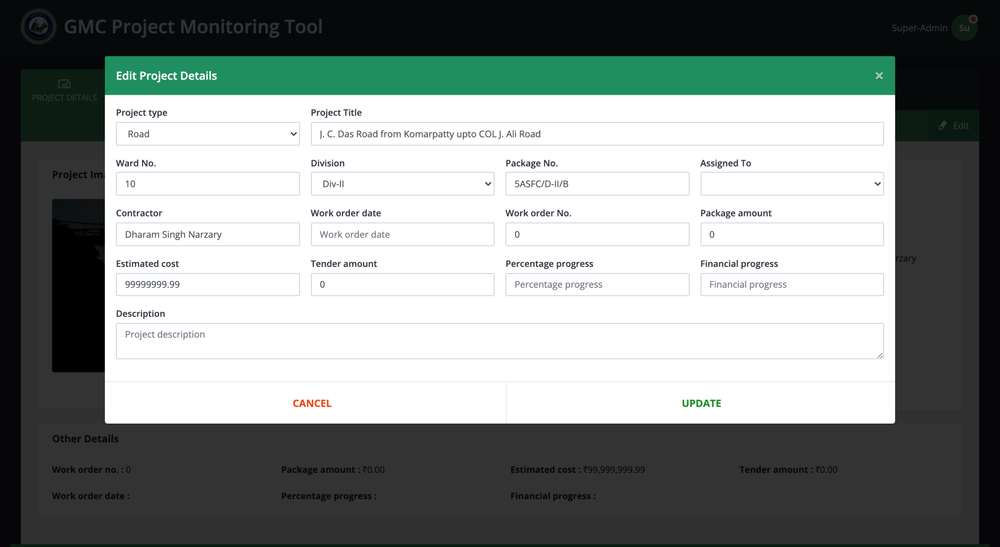 GMC Project Monitoring Tool
Super-Admin
Su
PROJECT DETAILS
Edit
Edit Project Details
×
Project type
Project Title
Road
J. C. Das Road from Komarpatty upto COL J. Ali Road
Ward No.
Division
Package No.
Assigned To
10
Div-II
5ASFC/D-II/B
Contractor
Work order date
Work order No.
Package amount
Dharam Singh Narzary
Work order date
0
0
Estimated cost
Tender amount
Percentage progress
Financial progress
99999999.99
0
Percentage progress
Financial progress
Description
Project description
CANCEL
UPDATE
Project Ima
rzary
Other Details
Work order no. : 0
Package amount : ₹0.00
Estimated cost : ₹99,999,999.99
Tender amount : ₹0.00
Work order date :
Percentage progress :
Financial progress :